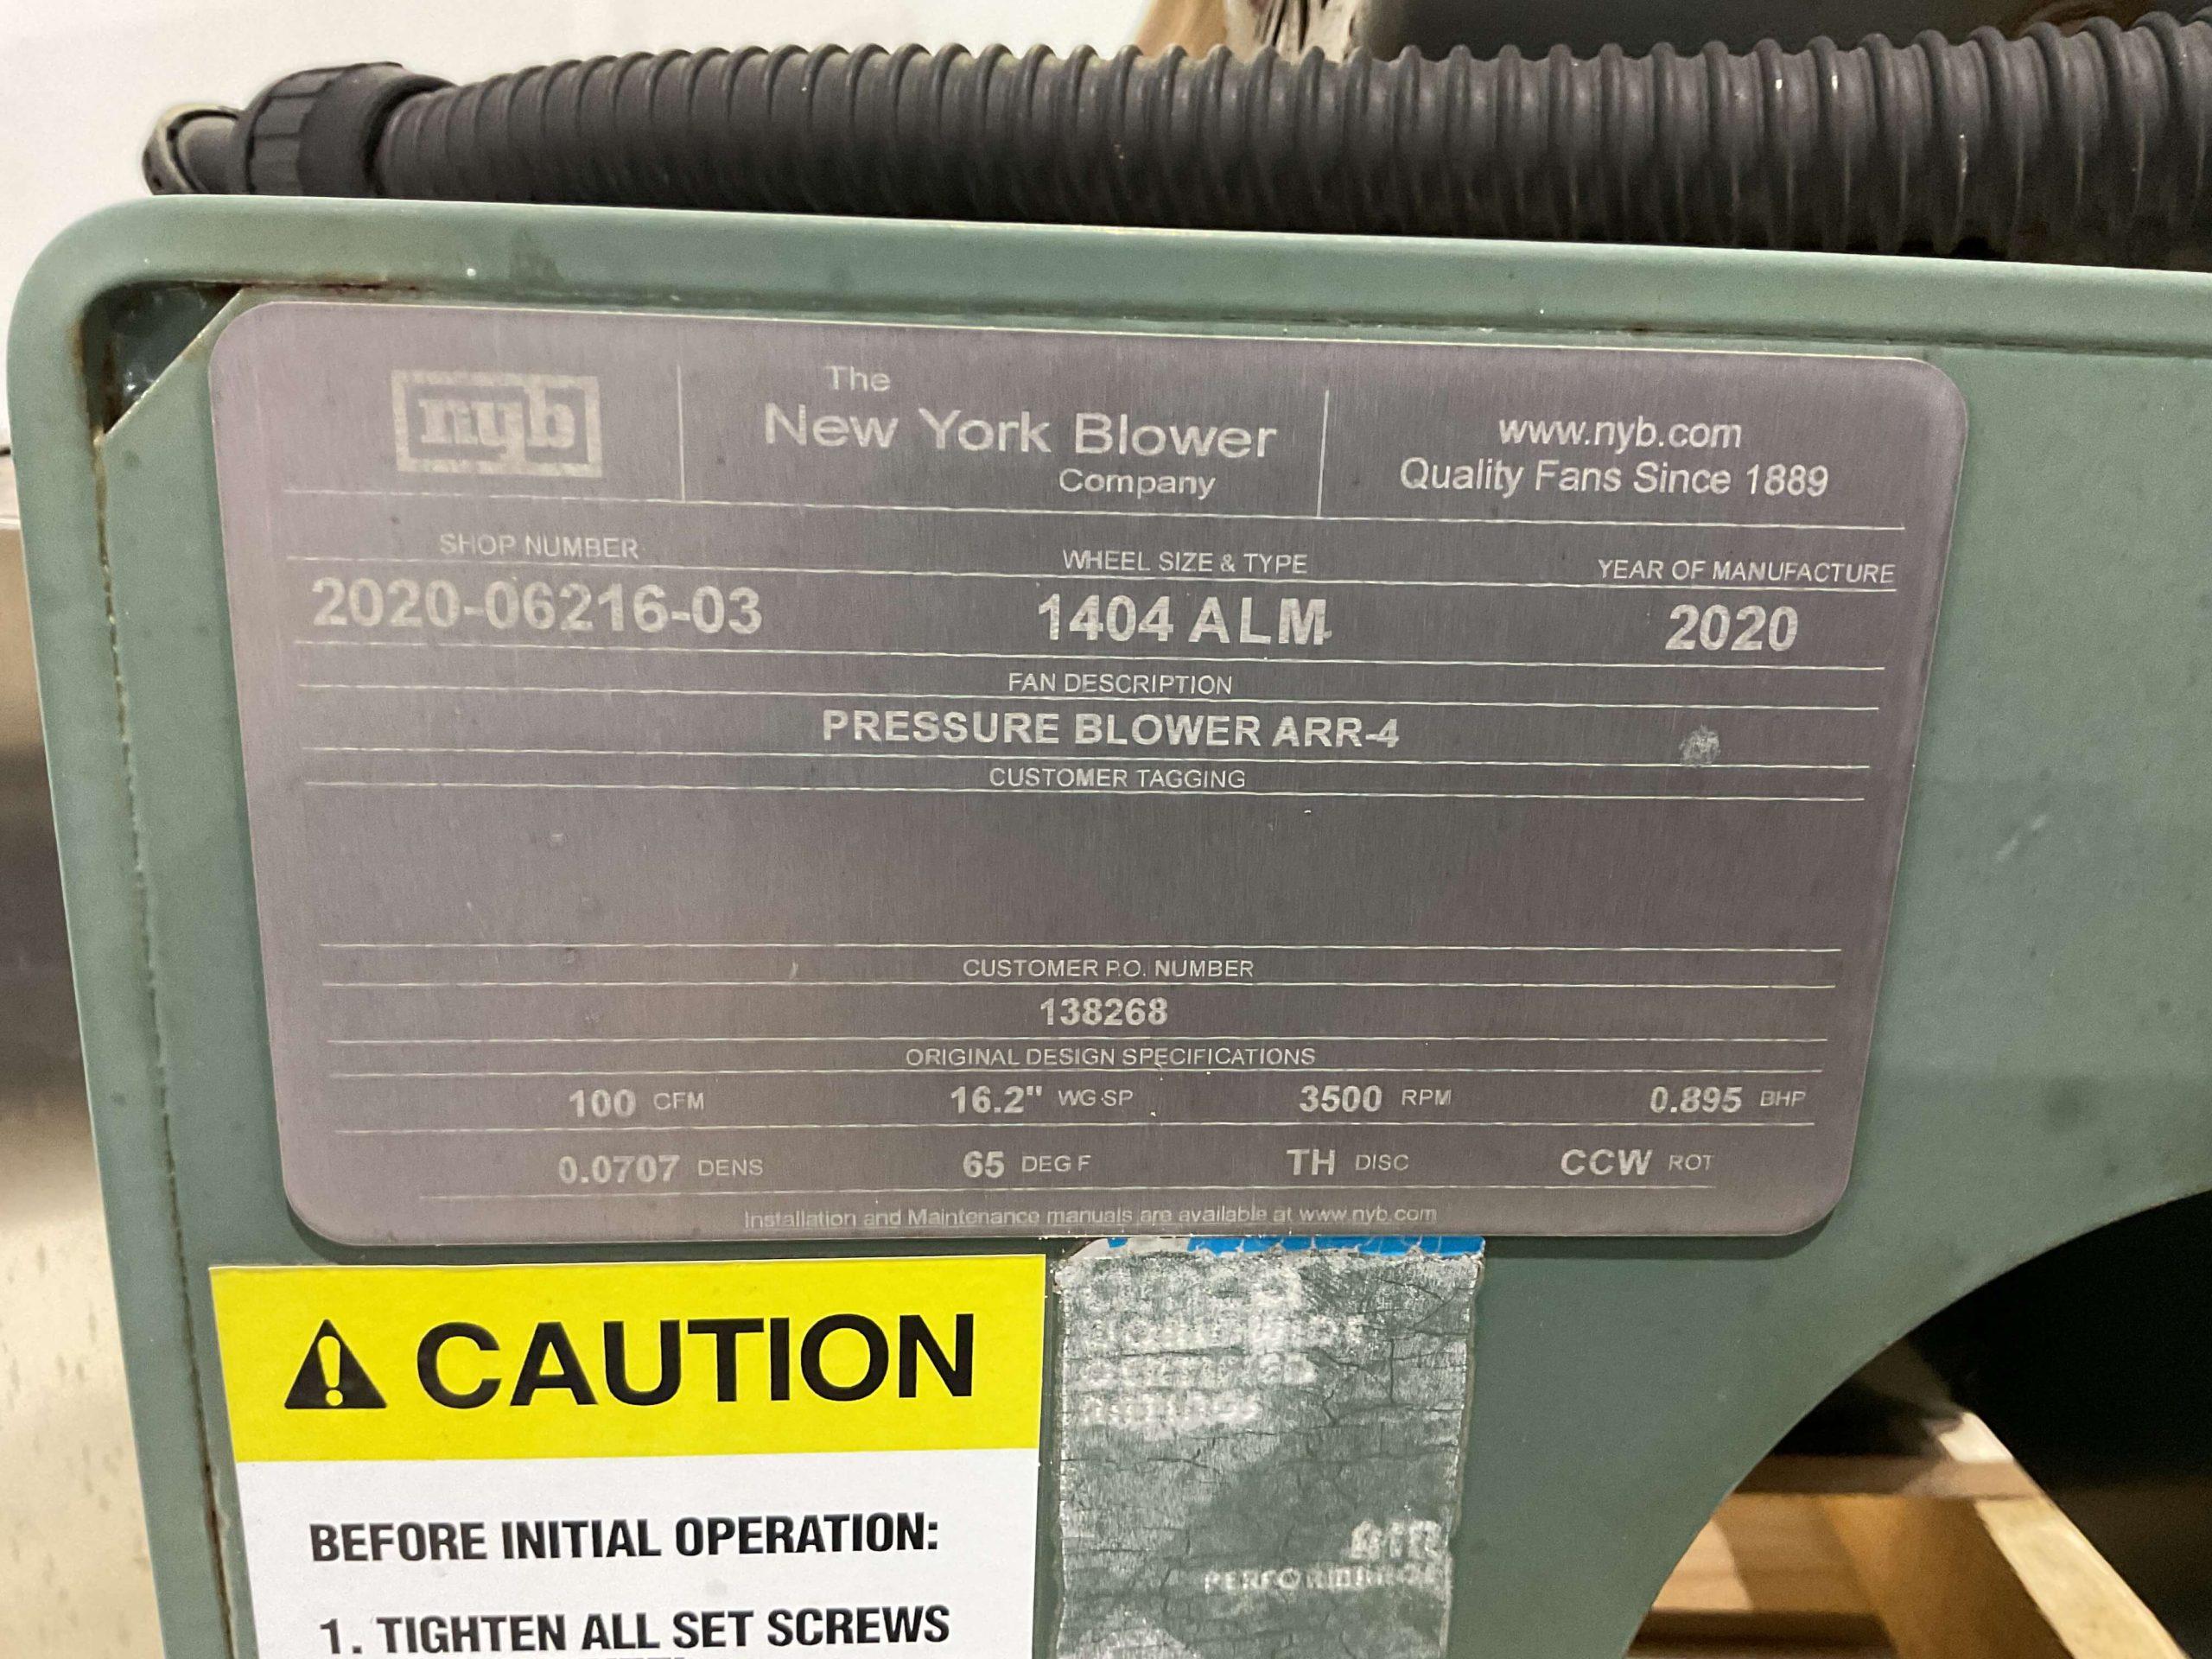 nyb
The
New York Blower
Company
www.nyb.com
Quality Fans Since 1889
SHOP NUMBER
WHEEL SIZE & TYPE
YEAR OF MANUFACTURE
2020-06216-03
1404 ALM
2020
FAN DESCRIPTION
PRESSURE BLOWER ARR-4
CUSTOMER TAGGING
CUSTOMER P.O. NUMBER
138268
ORIGINAL DESIGN SPECIFICATIONS
100 CFM 16.2" WG SP 3500 RPM 0.895 BHP
0.0707 DENS 65 DEG F TH DISC CCW ROT
Installation and Maintenance manuals are available at www.nyb.com
CAUTION
BEFORE INITIAL OPERATION:
1. TIGHTEN ALL SET SCREWS
AIR